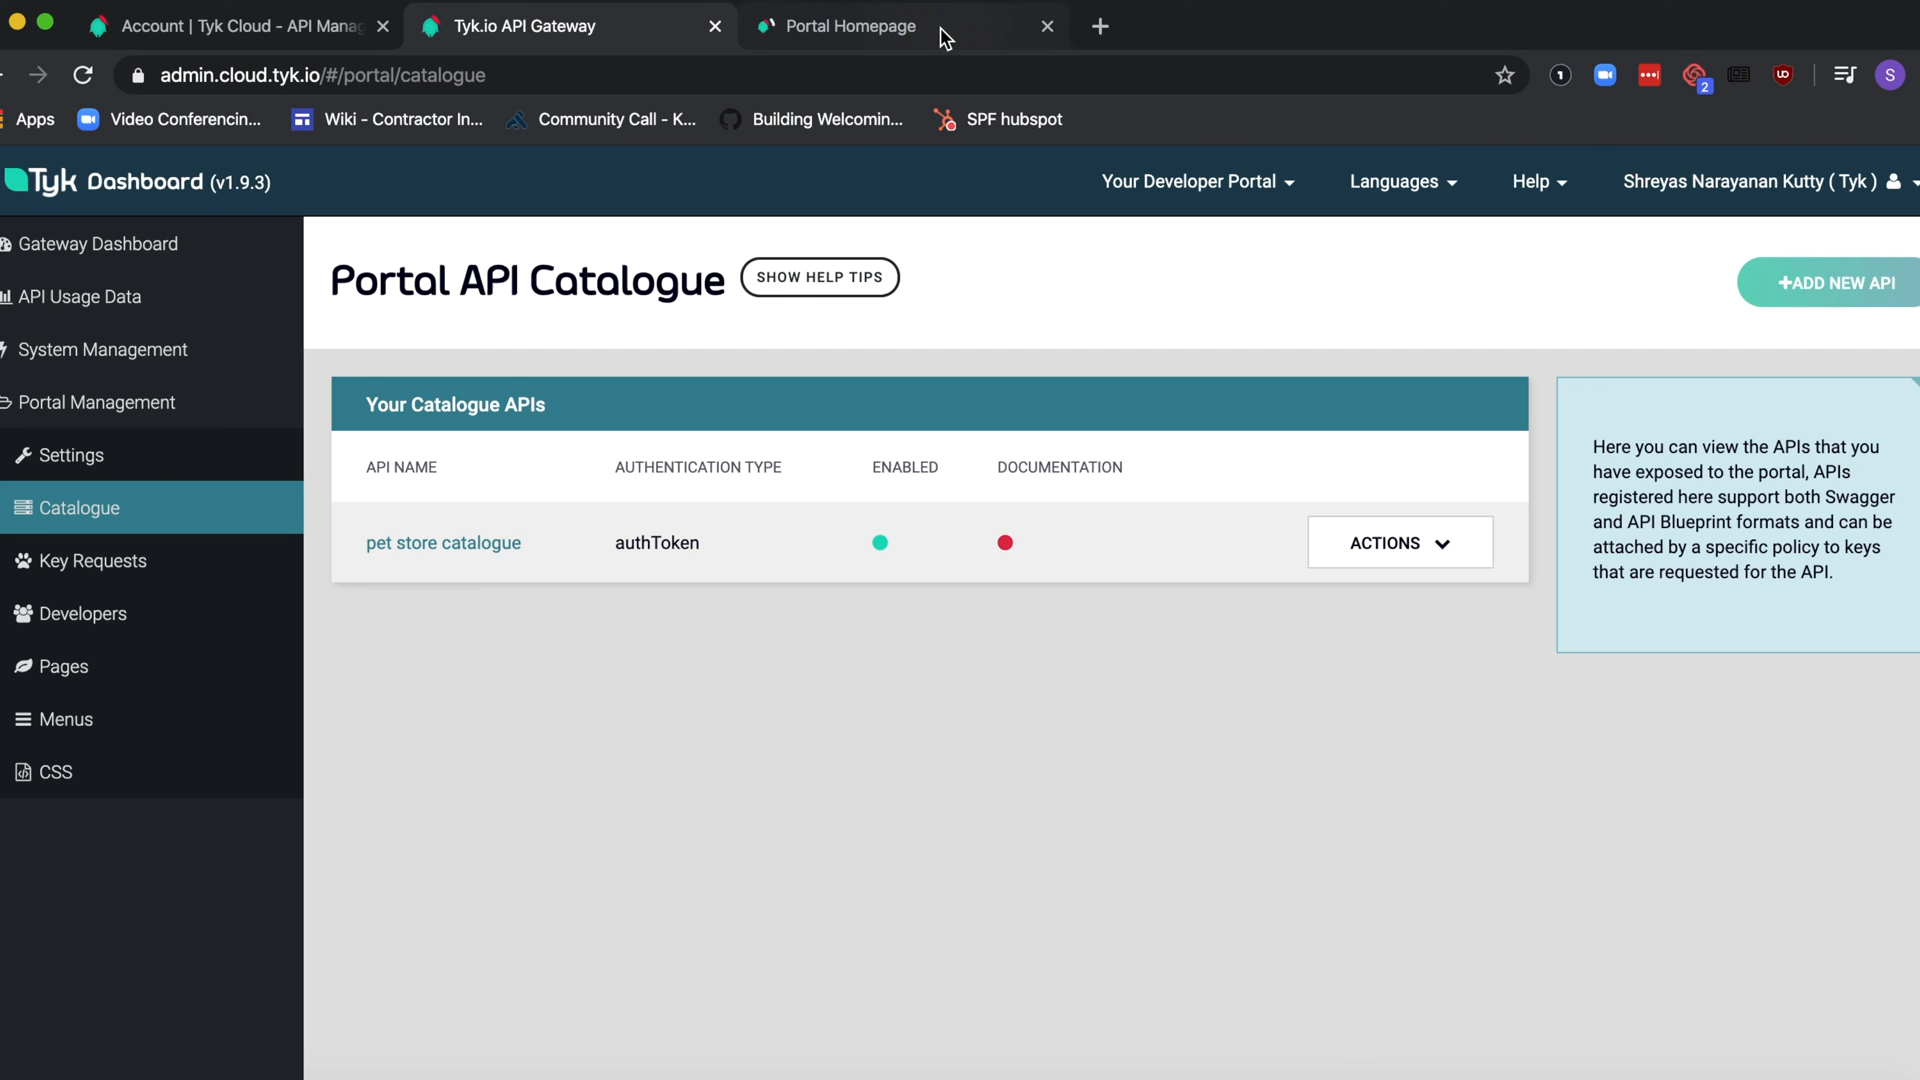 Account | Tyk Cloud - API Manag
Tyk.io API Gateway
Portal Homepage
admin.cloud.tyk.io/#/portal/catalogue
2
S
Apps
Video Conferencin...
Wiki - Contractor In...
Community Call - K...
Building Welcomin...
SPF hubspot
Tyk Dashboard (v1.9.3)
Your Developer Portal
Languages
Help
Shreyas Narayanan Kutty ( Tyk )
Gateway Dashboard
API Usage Data
System Management
Portal Management
Settings
Catalogue
Key Requests
Developers
Pages
Menus
CSS
Portal API Catalogue
SHOW HELP TIPS
+ADD NEW API
Your Catalogue APIs
API NAME AUTHENTICATION TYPE ENABLED DOCUMENTATION
pet store catalogue authToken ACTIONS
Here you can view the APIs that you
have exposed to the portal, APIs
registered here support both Swagger
and API Blueprint formats and can be
attached by a specific policy to keys
that are requested for the API.